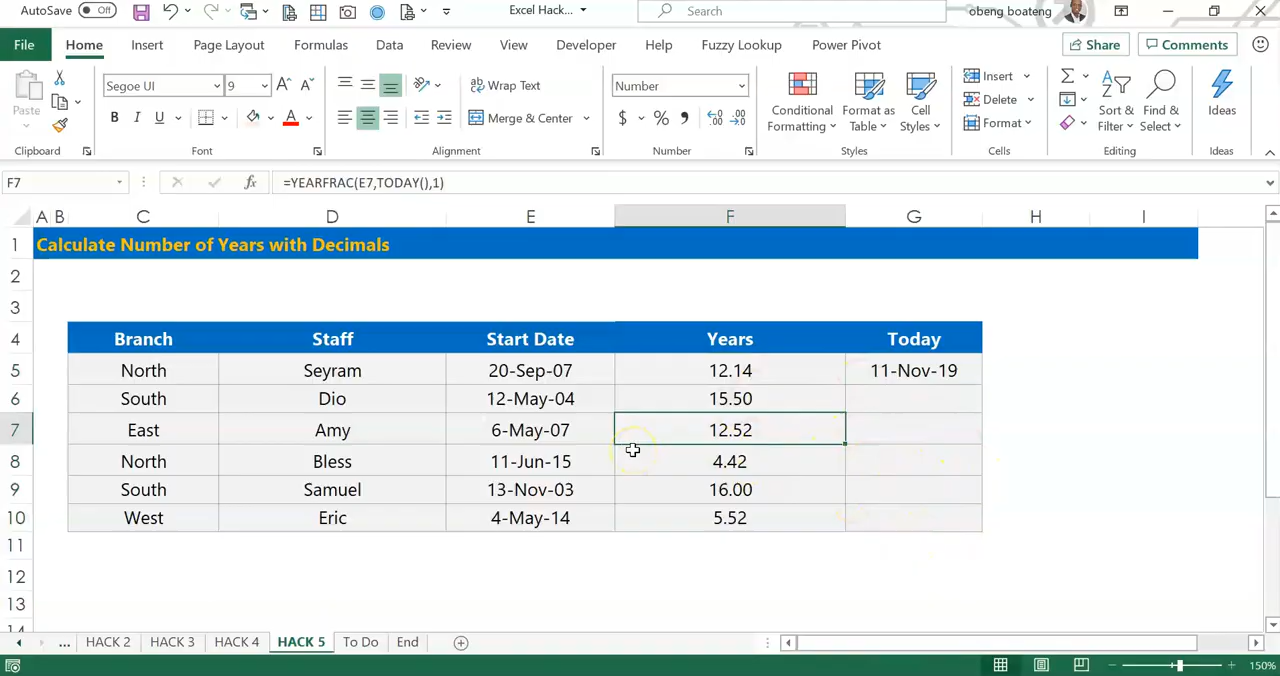 AutoSave Off Excel Hack... Search obeng boateng
File Home Insert Page Layout Formulas Data Review View Developer Help Fuzzy Lookup Power Pivot Share Comments
Paste Segoe UI 9 Wrap Text Number Conditional Formatting Format as Table Cell Styles Insert Sort & Filter Find & Select Ideas
B I U A Merge & Center $ % Delete
Format
Clipboard Font Alignment Number Styles Cells Editing Ideas
F7 fx =YEARFRAC(E7,TODAY(),1)
A B C D E F G H I
1 Calculate Number of Years with Decimals
2
3
4 Branch Staff Start Date Years Today
5 North Seyram 20-Sep-07 12.14 11-Nov-19
6 South Dio 12-May-04 15.50
7 East Amy 6-May-07 12.52
8 North Bless 11-Jun-15 4.42
9 South Samuel 13-Nov-03 16.00
10 West Eric 4-May-14 5.52
11
12
13
14
... HACK 2 HACK 3 HACK 4 HACK 5 To Do End
150%